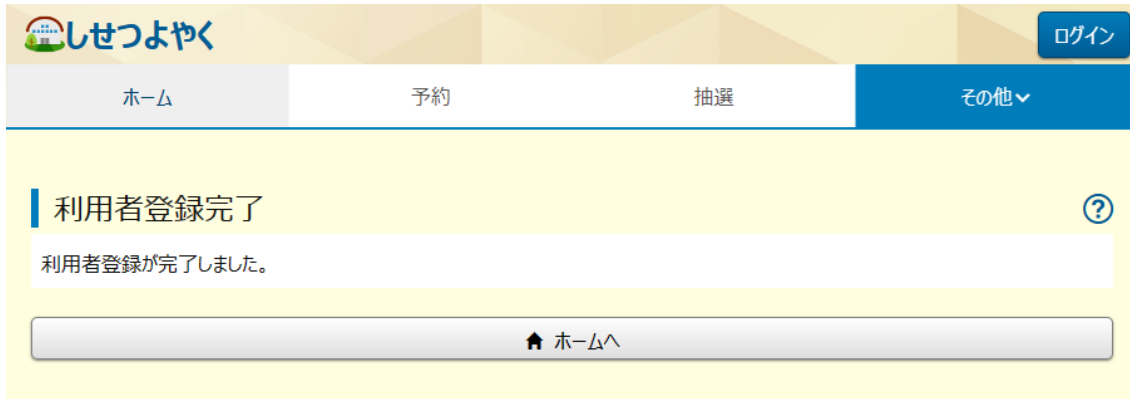 しせつよやく
ログイン
ホーム
予約
抽選
その他
利用者登録完了
?
利用者登録が完了しました。
ホームへ